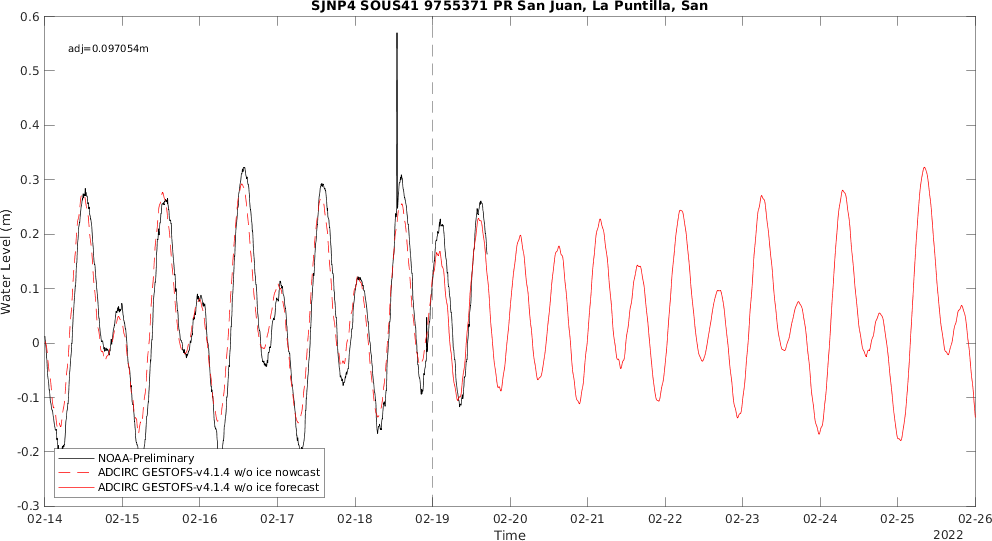 SJNP4 SOUS41 9755371 PR San Juan, La Puntilla, San
adj=0.097054m
Water Level (m)
0.6
0.5
0.4
0.3
0.2
0.1
0
-0.1
-0.2
-0.3
NOAA-Preliminary
ADCIRC GESTOFS-v4.1.4 w/o ice nowcast
ADCIRC GESTOFS-v4.1.4 w/o ice forecast
02-14 02-15 02-16 02-17 02-18 02-19 02-20 02-21 02-22 02-23 02-24 02-25 02-26
Time
2022